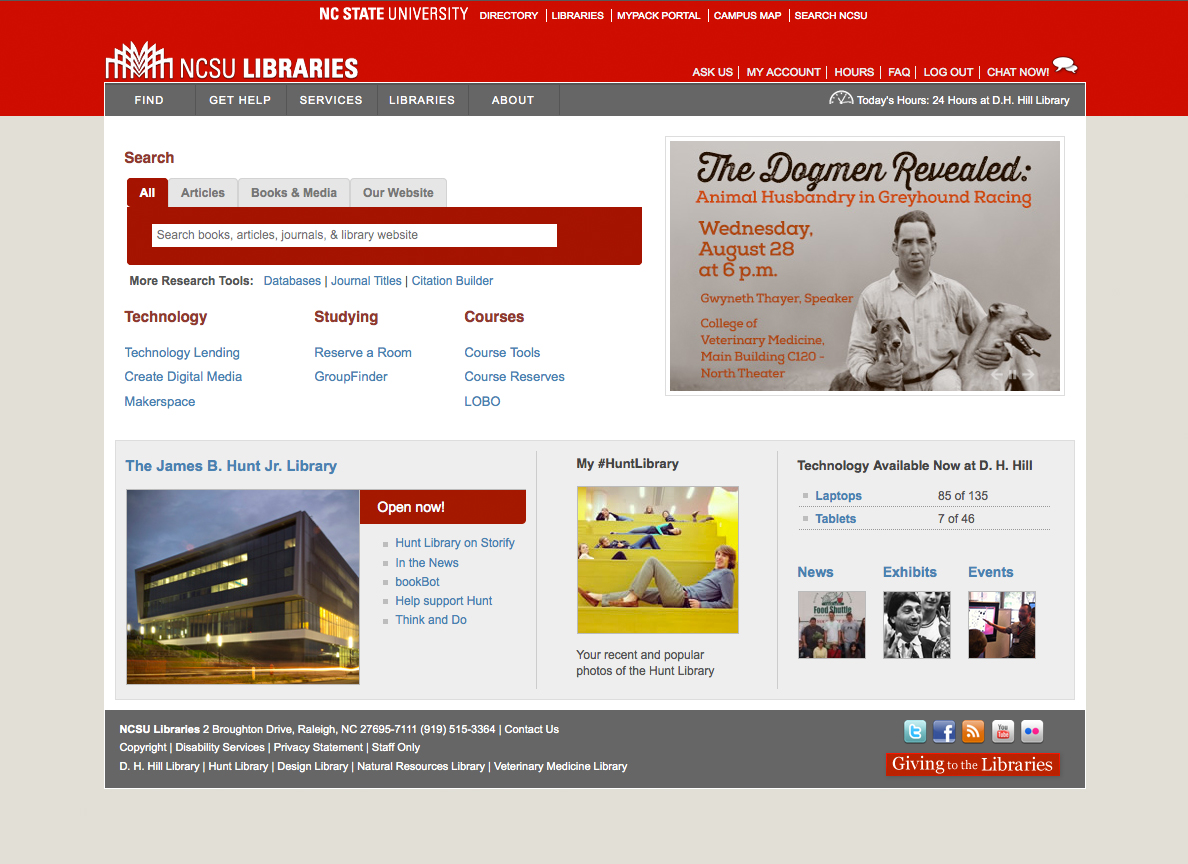 NC STATE UNIVERSITY DIRECTORY LIBRARIES MYPACK PORTAL CAMPUS MAP SEARCH NCSU
NCSU LIBRARIES
ASK US MY ACCOUNT HOURS FAQ LOG OUT CHAT NOW!
FIND GET HELP SERVICES LIBRARIES ABOUT
Today's Hours: 24 Hours at D.H. Hill Library
Search
All Articles Books & Media Our Website
Search books, articles, journals, & library website
More Research Tools: Databases | Journal Titles | Citation Builder
Technology
Technology Lending
Create Digital Media
Makerspace
Studying
Reserve a Room
GroupFinder
Courses
Course Tools
Course Reserves
LOBO
The Dogmen Revealed:
Animal Husbandry in Greyhound Racing
Wednesday,
August 28
at 6 p.m.
Gwyneth Thayer, Speaker
College of
Veterinary Medicine,
Main Building C120 -
North Theater
The James B. Hunt Jr. Library
Open now!
Hunt Library on Storify
In the News
bookBot
Help support Hunt
Think and Do
My #HuntLibrary
Your recent and popular
photos of the Hunt Library
Technology Available Now at D. H. Hill
Laptops 85 of 135
Tablets 7 of 46
News Exhibits Events
Food Shuttle
NCSU Libraries 2 Broughton Drive, Raleigh, NC 27695-7111 (919) 515-3364 | Contact Us
Copyright | Disability Services | Privacy Statement | Staff Only
D. H. Hill Library | Hunt Library | Design Library | Natural Resources Library | Veterinary Medicine Library
You Tube
Giving to the Libraries